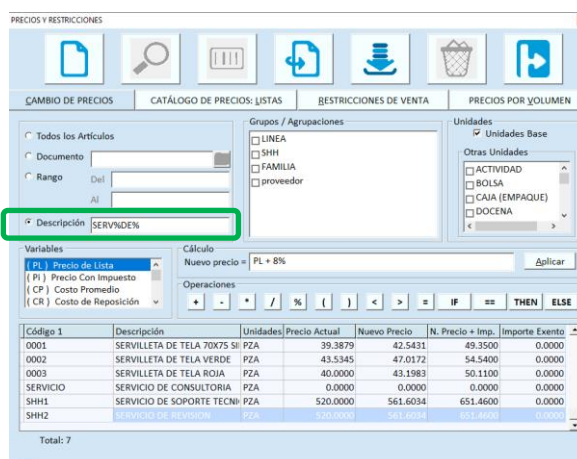 PRECIOS Y RESTRICCIONES
CAMBIO DE PRECIOS CATÁLOGO DE PRECIOS: LISTAS RESTRICCIONES DE VENTA PRECIOS POR VOLUMEN
Todos los Artículos
Documento
Rango Del
Al
Descripción SERV%DE%
Grupos / Agrupaciones
LINEA
SHH
FAMILIA
proveedor
Unidades
Unidades Base
Otras Unidades
ACTIVIDAD
BOLSA
CAJA (EMPAQUE)
DOCENA
Variables
( PL ) Precio de Lista
( Pi ) Precio Con Impuesto
( CP ) Costo Promedio
( CR ) Costo de Reposición
Cálculo
Nuevo precio = PL + 8% Aplicar
Operaciones
+ - * / % ( ) < > = IF == THEN ELSE
Código 1 Descripción Unidades Precio Actual Nuevo Precio N. Precio + Imp. Importe Exento
0001 SERVILLETA DE TELA 70X75 SI PZA 39.3879 42.5431 49.3500 0.0000
0002 SERVILLETA DE TELA VERDE PZA 43.5345 47.0172 54.5400 0.0000
0003 SERVILLETA DE TELA ROJA PZA 40.0000 43.1983 50.1100 0.0000
SERVICIO SERVICIO DE CONSULTORIA PZA 0.0000 0.0000 0.0000 0.0000
SHH1 SERVICIO DE SOPORTE TECNI PZA 520.0000 561.6034 651.4600 0.0000
SHH2 SERVICIO DE REVISION PZA 520.0000 561.6034 651.4600 0.0000
Total: 7